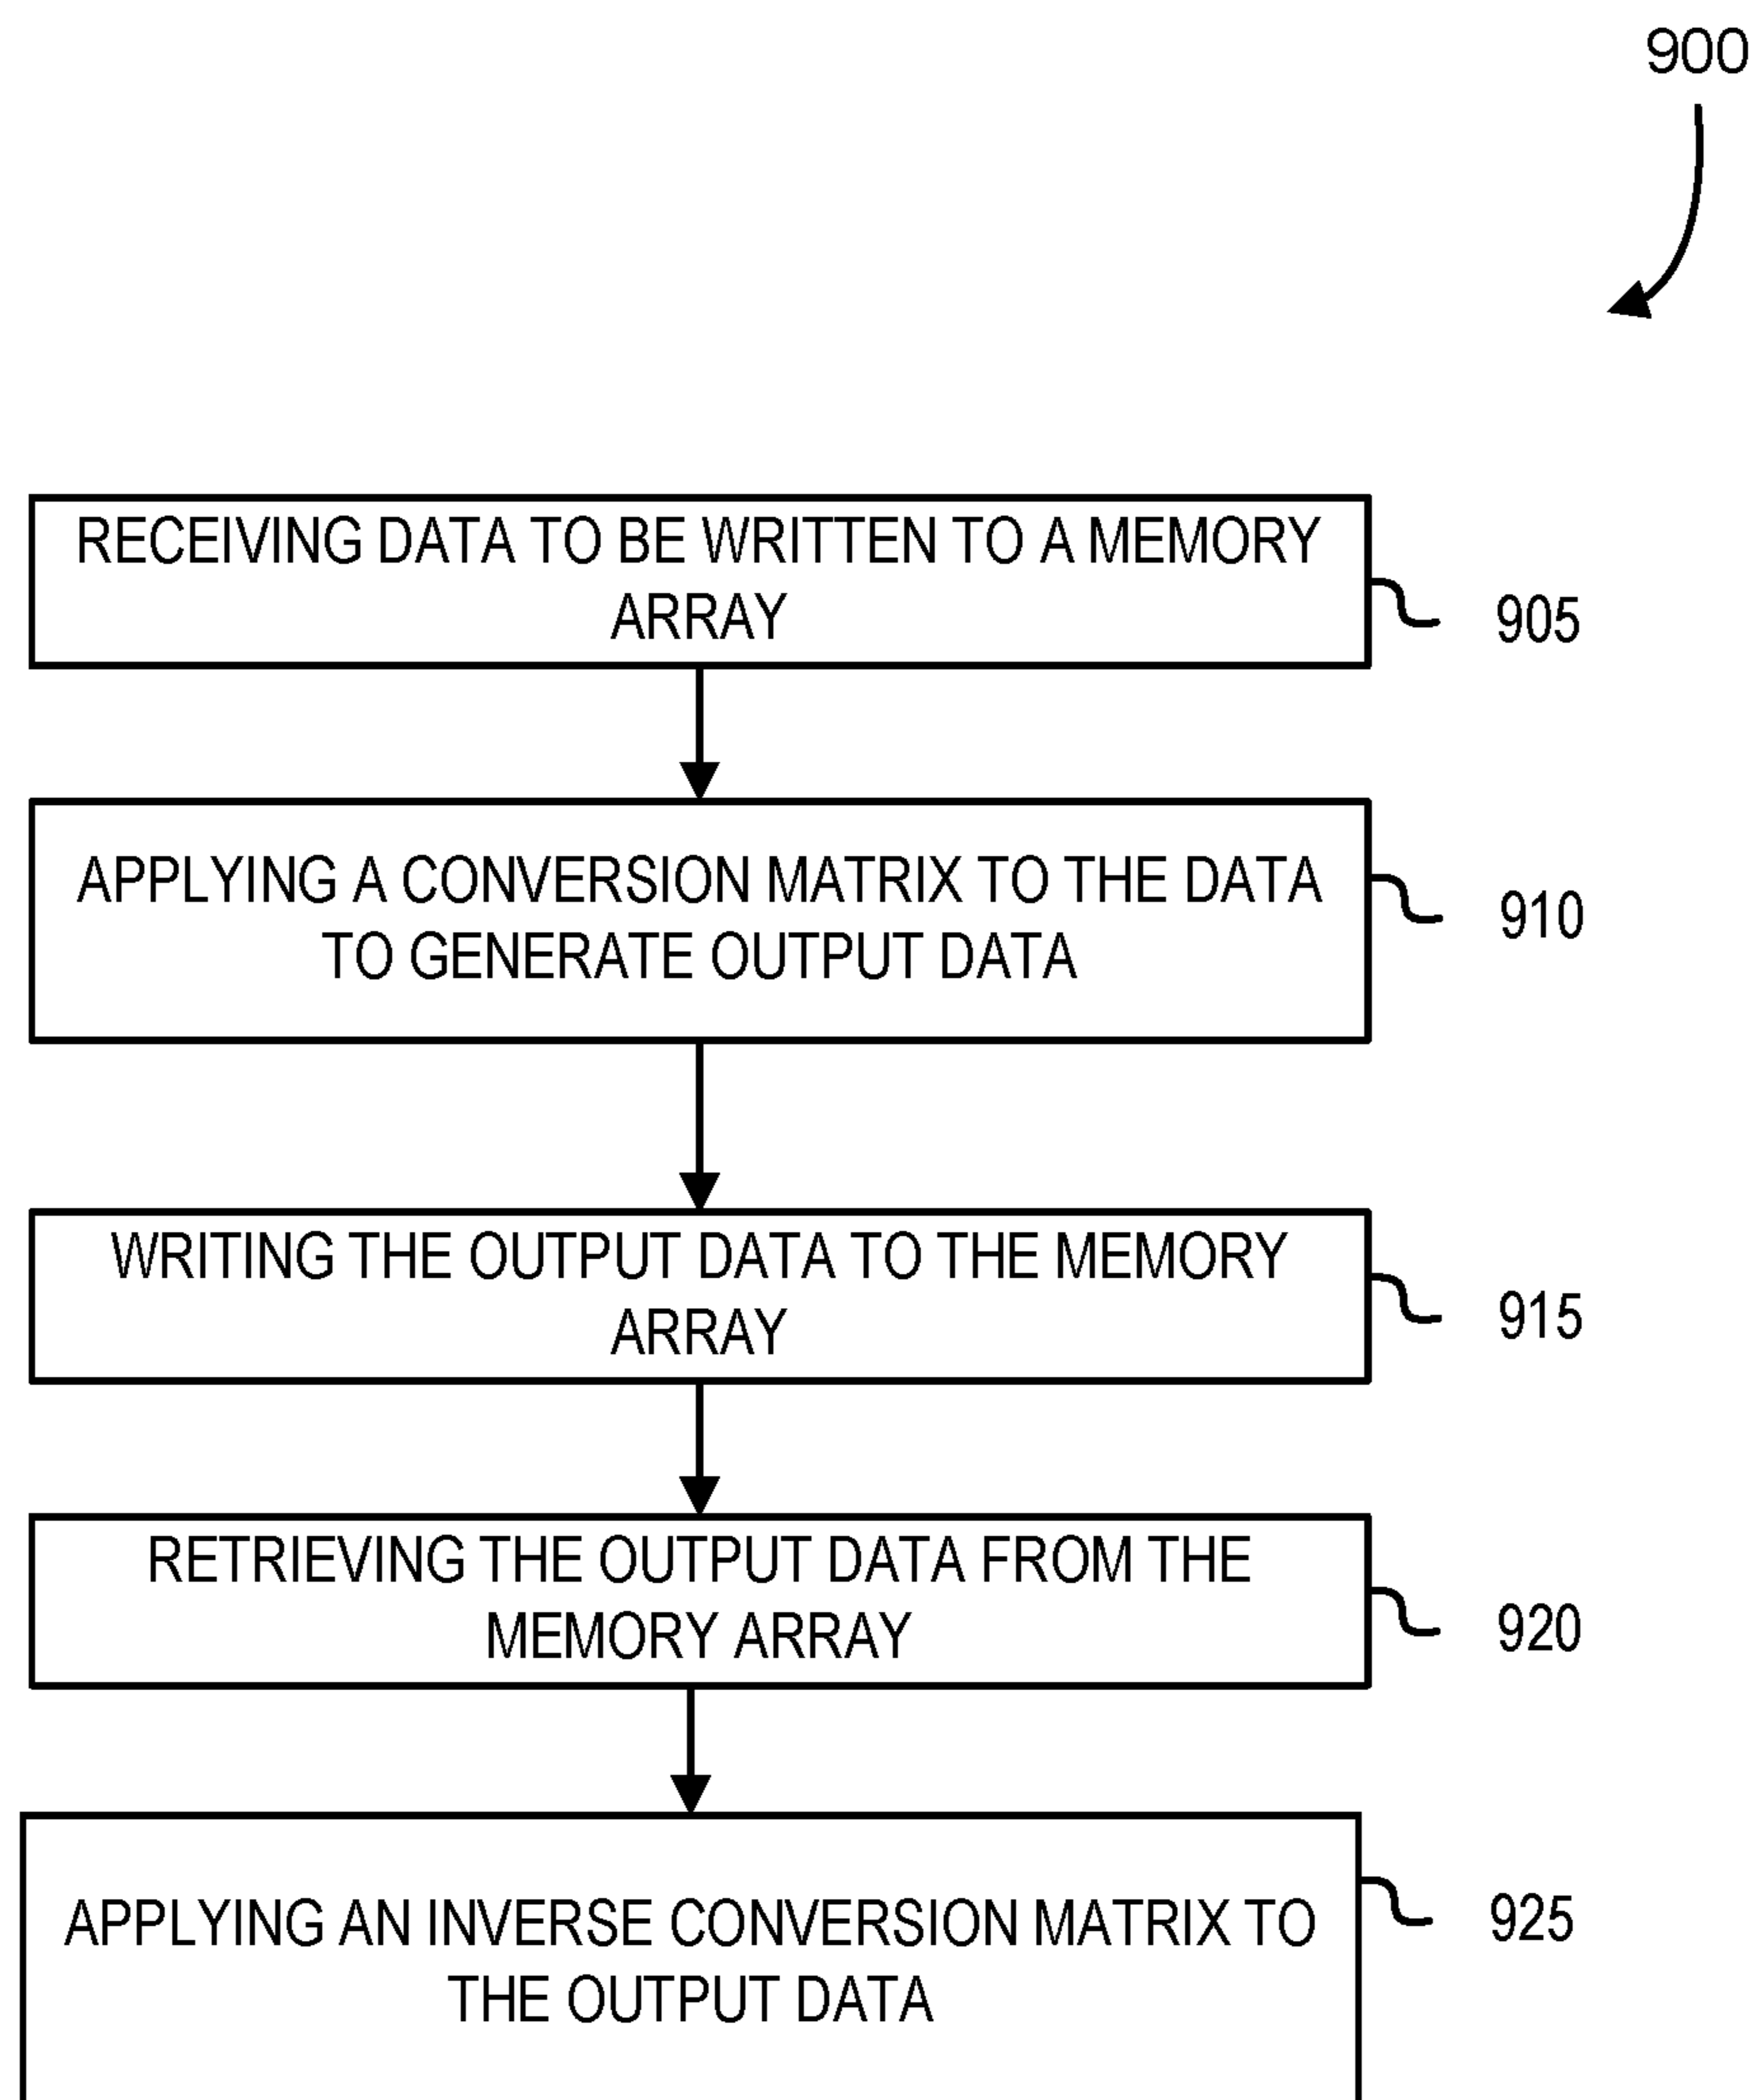 900
RECEIVING DATA TO BE WRITTEN TO A MEMORY
ARRAY
905
APPLYING A CONVERSION MATRIX TO THE DATA
TO GENERATE OUTPUT DATA
910
WRITING THE OUTPUT DATA TO THE MEMORY
ARRAY
915
RETRIEVING THE OUTPUT DATA FROM THE
MEMORY ARRAY
920
APPLYING AN INVERSE CONVERSION MATRIX TO
THE OUTPUT DATA
925